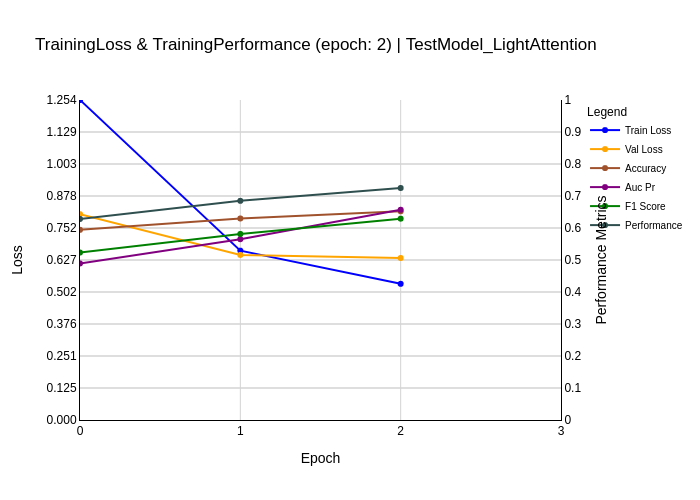 TrainingLoss & TrainingPerformance (epoch: 2) | TestModel_LightAttention
1.254
1.129
1.003
0.878
0.752
0.627
0.502
0.376
0.251
0.125
0.000
Loss
0
1
2
3
Epoch
1
0.9
0.8
0.7
0.6
0.5
0.4
0.3
0.2
0.1
0
Performance Metrics
Legend
Train Loss
Val Loss
Accuracy
Auc Pr
F1 Score
Performance